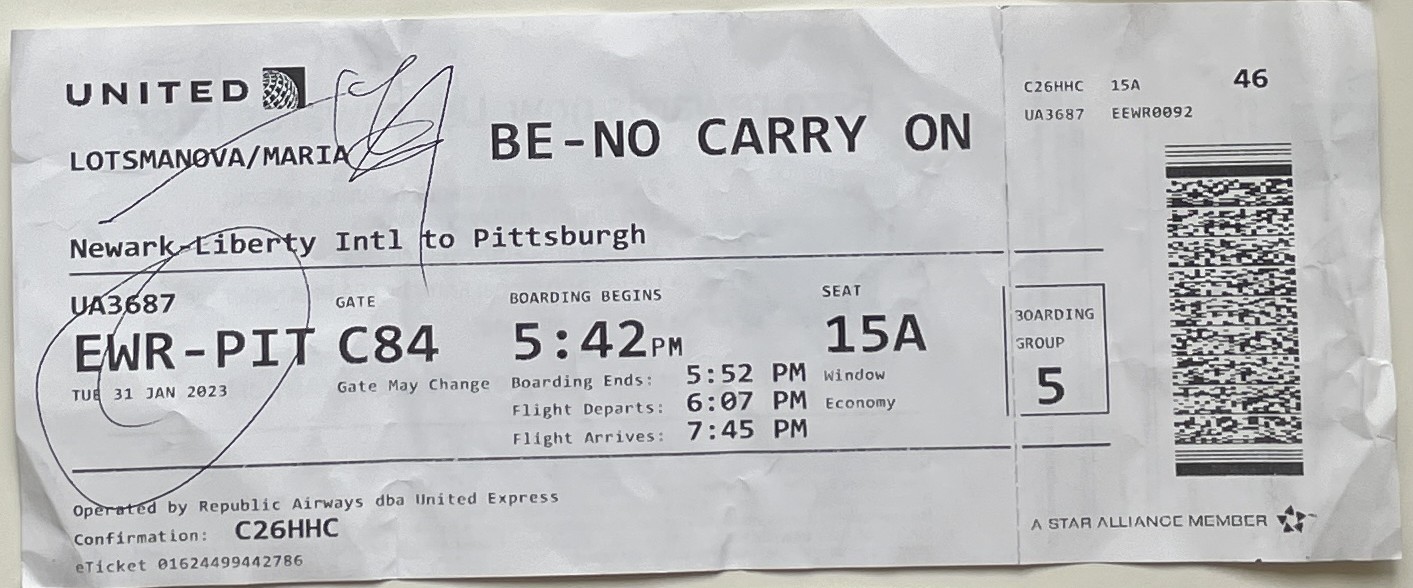 UNITED
LOTSMANOVA/MARIA
BE-NO CARRY ON
Newark-Liberty Intl to Pittsburgh
UA3687
EWR-PIT
TUE 31 JAN 2023
GATE
C84
Gate May Change
BOARDING BEGINS
5:42PM
Boarding Ends: 5:52 PM
Flight Departs: 6:07 PM
Flight Arrives: 7:45 PM
SEAT
15A
Window
Economy
Operated by Republic Airways dba United Express
Confirmation: C26HHC
eTicket 01624499442786
C26HHC 15A 46
UA3687 EEWR0092
BOARDING
GROUP
5
A STAR ALLIANCE MEMBER